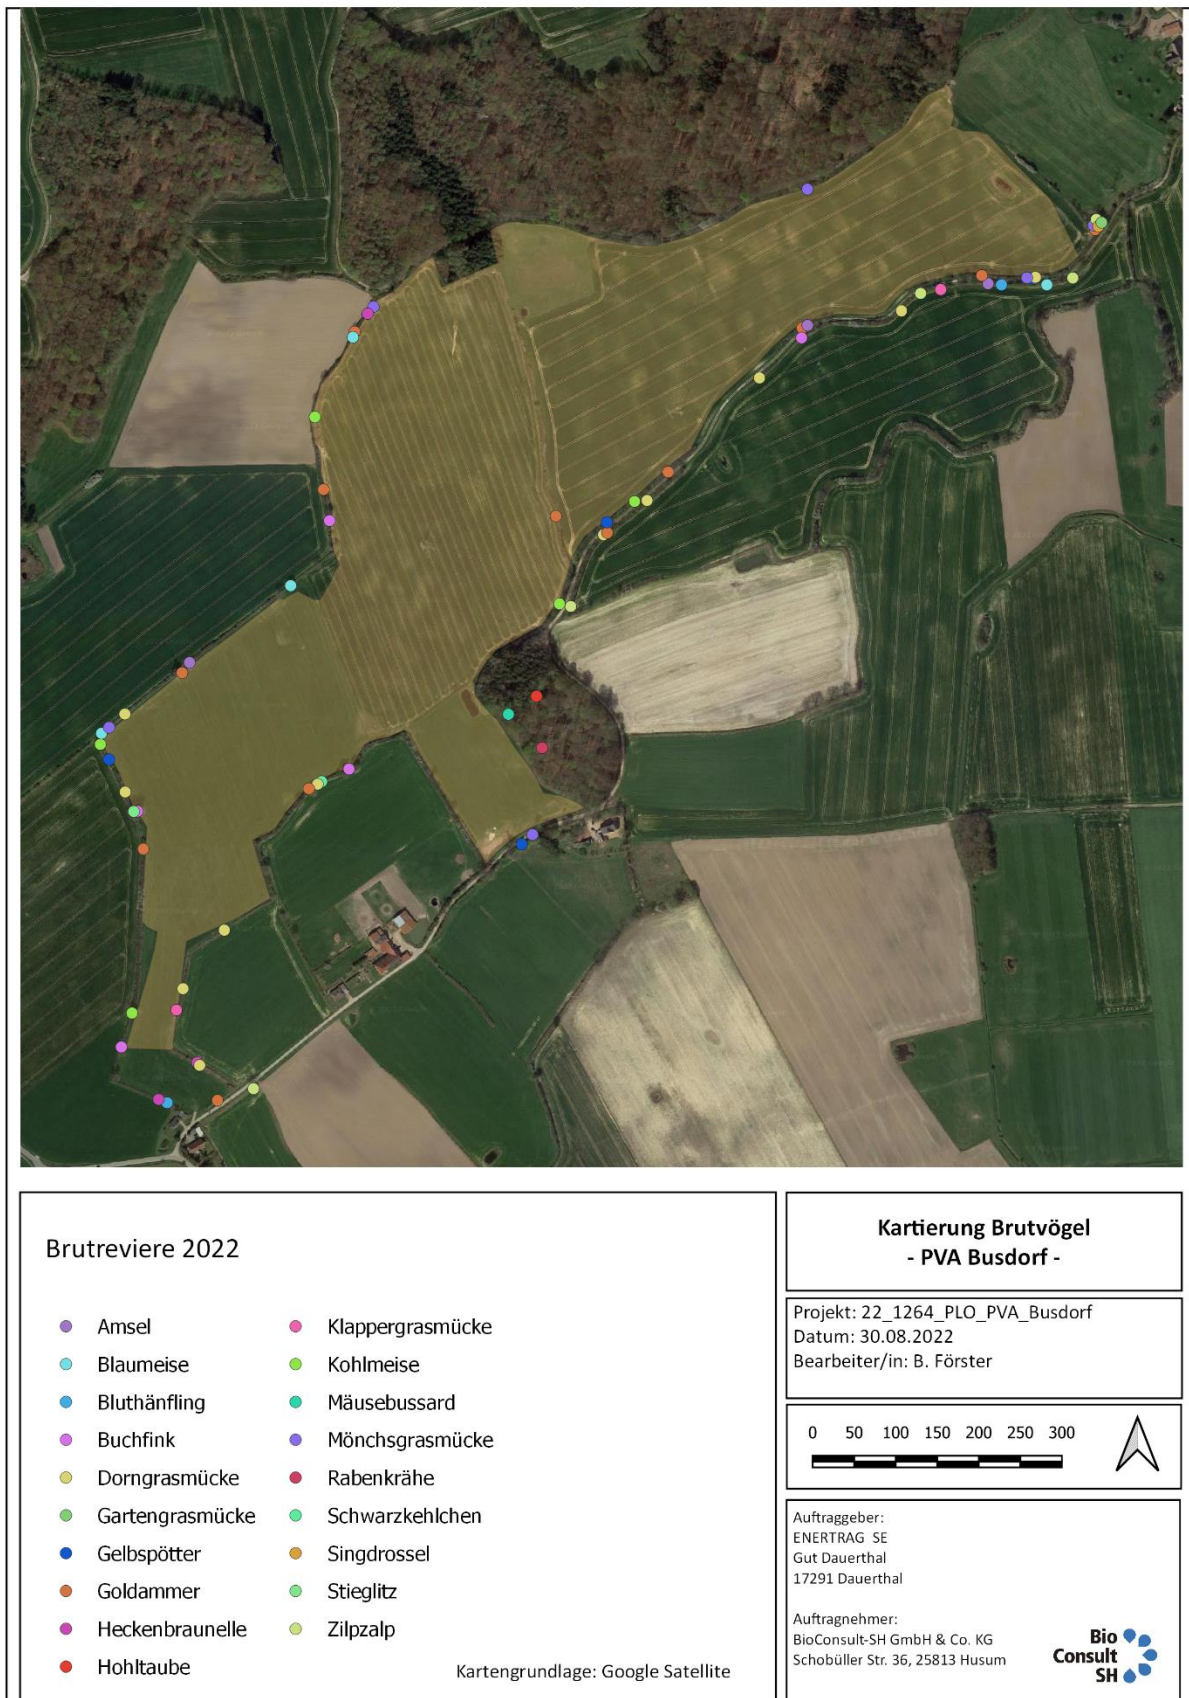 Brutreviere 2022
Amsel
Blaumeise
Bluthänfling
Buchfink
Dorngrasmücke
Gartengrasmücke
Gelbspötter
Goldammer
Heckenbraunelle
Hohltaube
Klappergrasmücke
Kohlmeise
Mäusebussard
Mönchsgrasmücke
Rabenkrähe
Schwarzkehlchen
Singdrossel
Stieglitz
Zilpzalp
Kartengrundlage: Google Satellite
Kartierung Brutvögel
- PVA Busdorf -
Projekt: 22_1264_PLO_PVA_Busdorf
Datum: 30.08.2022
Bearbeiter/in: B. Förster
0 50 100 150 200 250 300
Auftraggeber:
ENERTRAG SE
Gut Dauerthal
17291 Dauerthal
Auftragnehmer:
BioConsult-SH GmbH & Co. KG
Schobüller Str. 36, 25813 Husum
Bio
Consult
SH